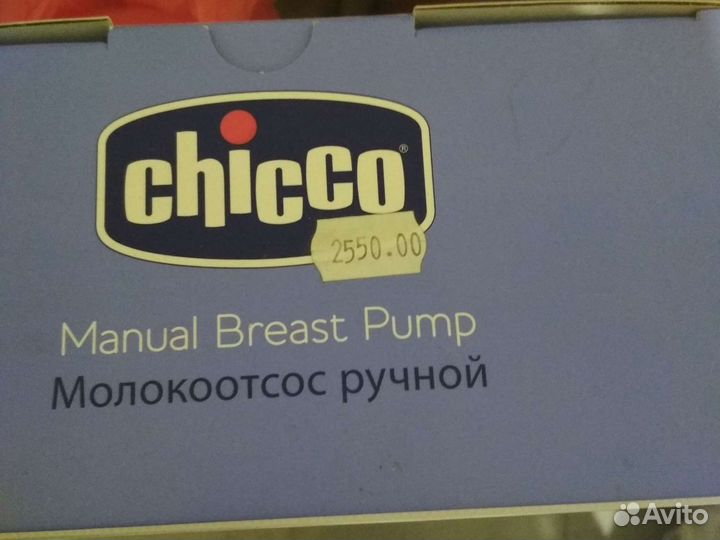 chicco®
2550.00
Manual Breast Pump
Молокоотсос ручной
Avito